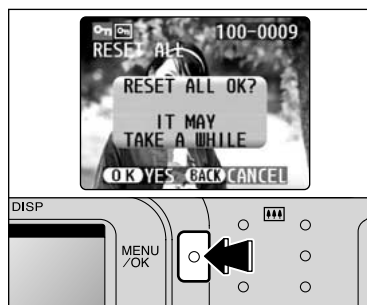 100-0009
RESET ALL
RESET ALL OK?
IT MAY
TAKE A WHILE
OK YES BACK CANCEL
DISP
MENU
/OK